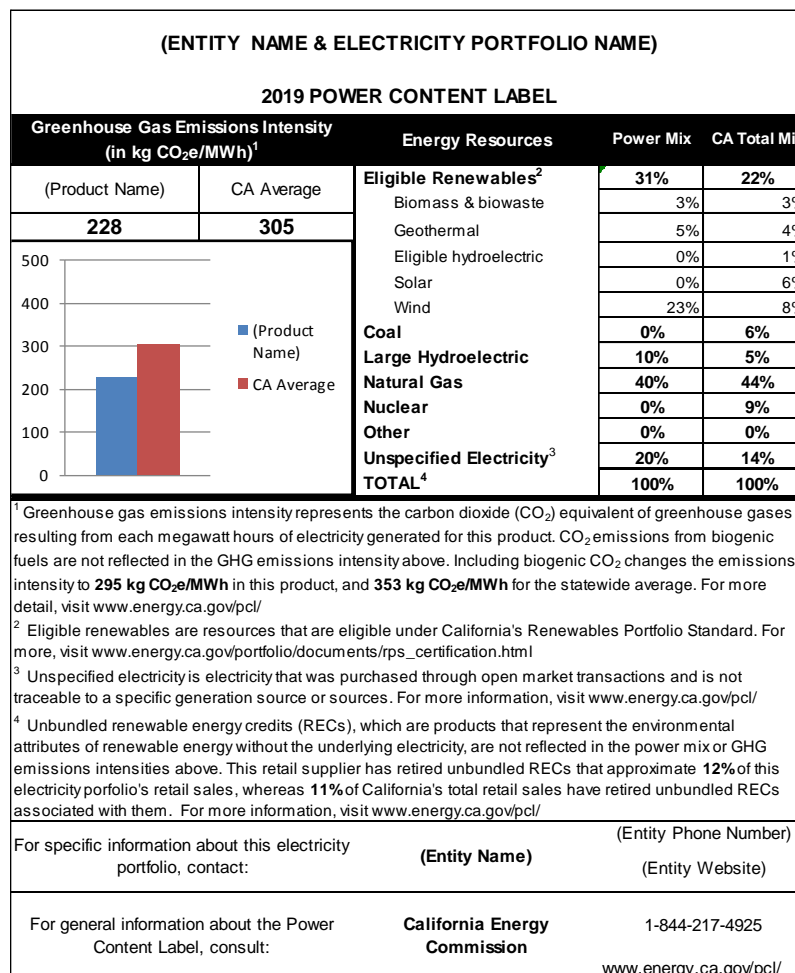 (ENTITY  NAME & ELECTRICITY PORTFOLIO NAME)
2019 POWER CONTENT LABEL
Greenhouse Gas Emissions Intensity
(in kg CO₂e/MWh)¹
Energy Resources Power Mix CA Total Mi
(Product Name) CA Average
228 305
500
400
300
200
100
0
(Product
Name)
CA Average
Eligible Renewables² 31% 22%
Biomass & biowaste 3% 3%
Geothermal 5% 4%
Eligible hydroelectric 0% 1%
Solar 0% 6%
Wind 23% 8%
Coal 0% 6%
Large Hydroelectric 10% 5%
Natural Gas 40% 44%
Nuclear 0% 9%
Other 0% 0%
Unspecified Electricity³ 20% 14%
TOTAL⁴ 100% 100%
¹ Greenhouse gas emissions intensity represents the carbon dioxide (CO₂) equivalent of greenhouse gases
resulting from each megawatt hours of electricity generated for this product. CO₂ emissions from biogenic
fuels are not reflected in the GHG emissions intensity above. Including biogenic CO₂ changes the emissions
intensity to 295 kg CO₂e/MWh in this product, and 353 kg CO₂e/MWh for the statewide average. For more
detail, visit www.energy.ca.gov/pcl/
² Eligible renewables are resources that are eligible under California's Renewables Portfolio Standard. For
more, visit www.energy.ca.gov/portfolio/documents/rps_certification.html
³ Unspecified electricity is electricity that was purchased through open market transactions and is not
traceable to a specific generation source or sources. For more information, visit www.energy.ca.gov/pcl/
⁴ Unbundled renewable energy credits (RECs), which are products that represent the environmental
attributes of renewable energy without the underlying electricity, are not reflected in the power mix or GHG
emissions intensities above. This retail supplier has retired unbundled RECs that approximate 12% of this
electricity porfolio's retail sales, whereas 11% of California's total retail sales have retired unbundled RECs
associated with them. For more information, visit www.energy.ca.gov/pcl/
For specific information about this electricity
portfolio, contact:
(Entity Name)
(Entity Phone Number)
(Entity Website)
For general information about the Power
Content Label, consult:
California Energy
Commission
1-844-217-4925
www.energy.ca.gov/pcl/